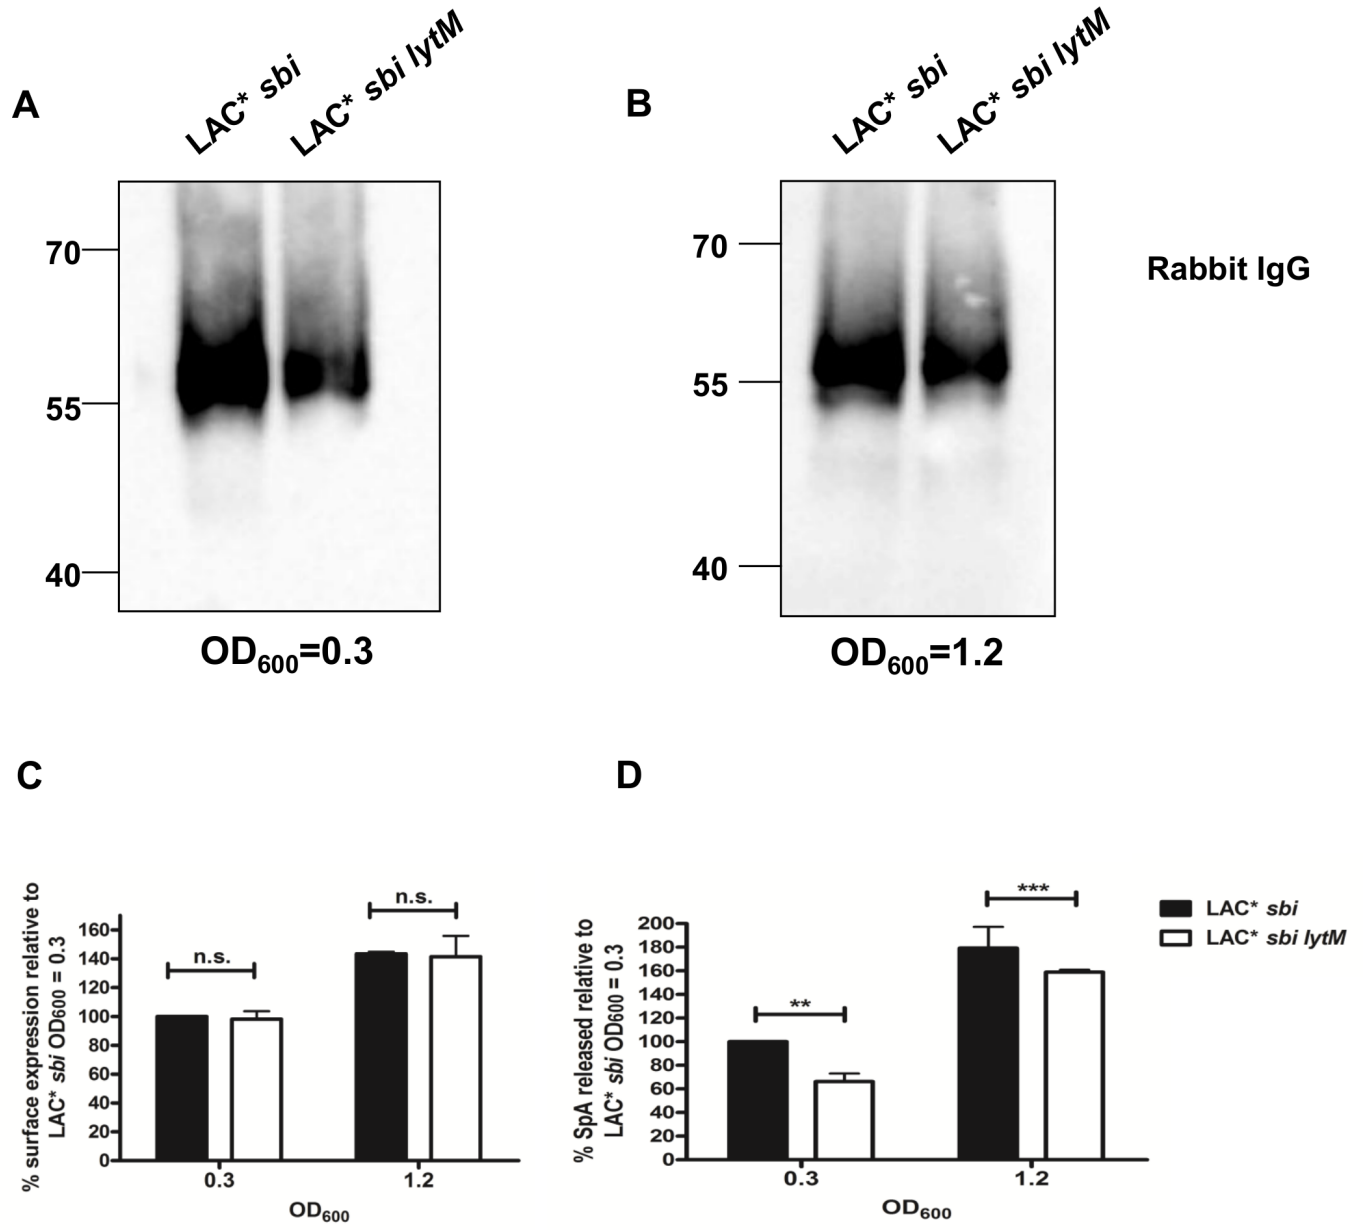 A
LAC* sbi
LAC* sbi lytM
70
55
40
OD600=0.3
B
LAC* sbi
LAC* sbi lytM
70
55
40
OD600=1.2
Rabbit IgG
C
% surface expression relative to
LAC* sbi OD600 = 0.3
160
140
120
100
80
60
40
20
0
n.s.
n.s.
0.3
1.2
OD600
D
% SpA released relative to
LAC* sbi OD600 = 0.3
200
180
160
140
120
100
80
60
40
20
0
**
***
0.3
1.2
OD600
LAC* sbi
LAC* sbi lytM